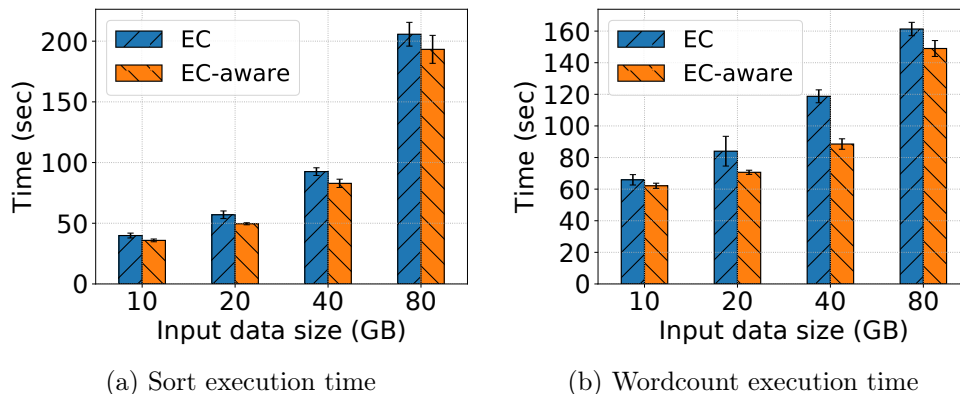 EC
EC-aware
Time (sec)
200
150
100
50
0
10 20 40 80
Input data size (GB)
(a) Sort execution time
EC
EC-aware
Time (sec)
160
140
120
100
80
60
40
20
0
10 20 40 80
Input data size (GB)
(b) Wordcount execution time